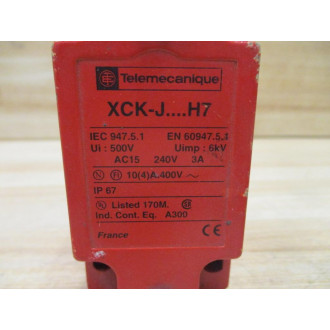 Telemecanique
XCK-J....H7
IEC 947.5.1 EN 60947.5.1
Ui : 500V Uimp : 6kV
AC15 240V 3A
10(4)A.400V ~
IP 67
Listed 170M.
Ind. Cont. Eq. A300
France CE